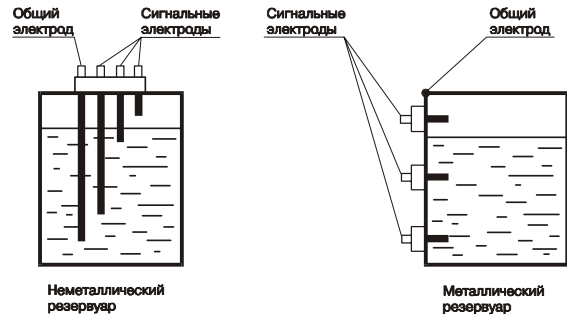 Общий
электрод
Сигнальные
электроды
Сигнальные
электроды
Общий
электрод
Неметаллический
резервуар
Металлический
резервуар